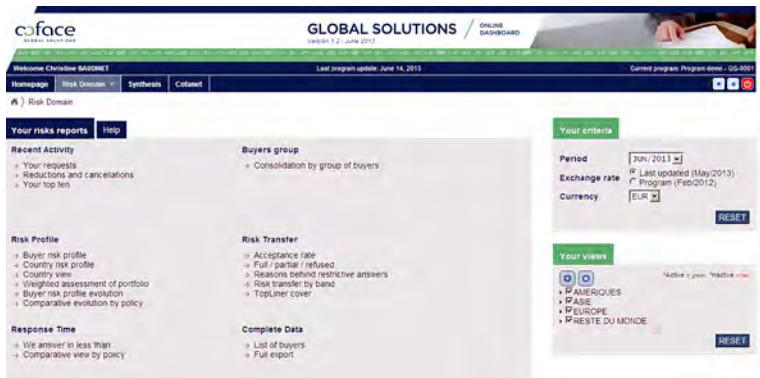 coface
GLOBAL SOLUTIONS
GLOBAL SOLUTIONS / ONLINE DASHBOARD
Version 1.2 - June 2013
Welcome Christine BAUDNET
Last program update: June 14, 2013
Current program: Program demo - GS-0001
Homepage Risk Domain Synthesis Cofanet
Risk Domain
Your risks reports Help
Recent Activity
Your requests
Reductions and cancellations
Your top ten
Buyers group
Consolidation by group of buyers
Risk Profile
Buyer risk profile
Country risk profile
Country view
Weighted assessment of portfolio
Buyer risk profile evolution
Comparative evolution by policy
Risk Transfer
Acceptance rate
Full / partial / refused
Reasons behind restrictive answers
Risk transfer by band
TopLiner cover
Response Time
We answer in less than
Comparative view by policy
Complete Data
List of buyers
Full export
Your criteria
Period JUN/2013
Exchange rate Last updated (May/2013)
Program (Feb/2012)
Currency EUR
RESET
Your views
*Active is green, *Inactive
AMERIQUES
ASIE
EUROPE
RESTE DU MONDE
RESET